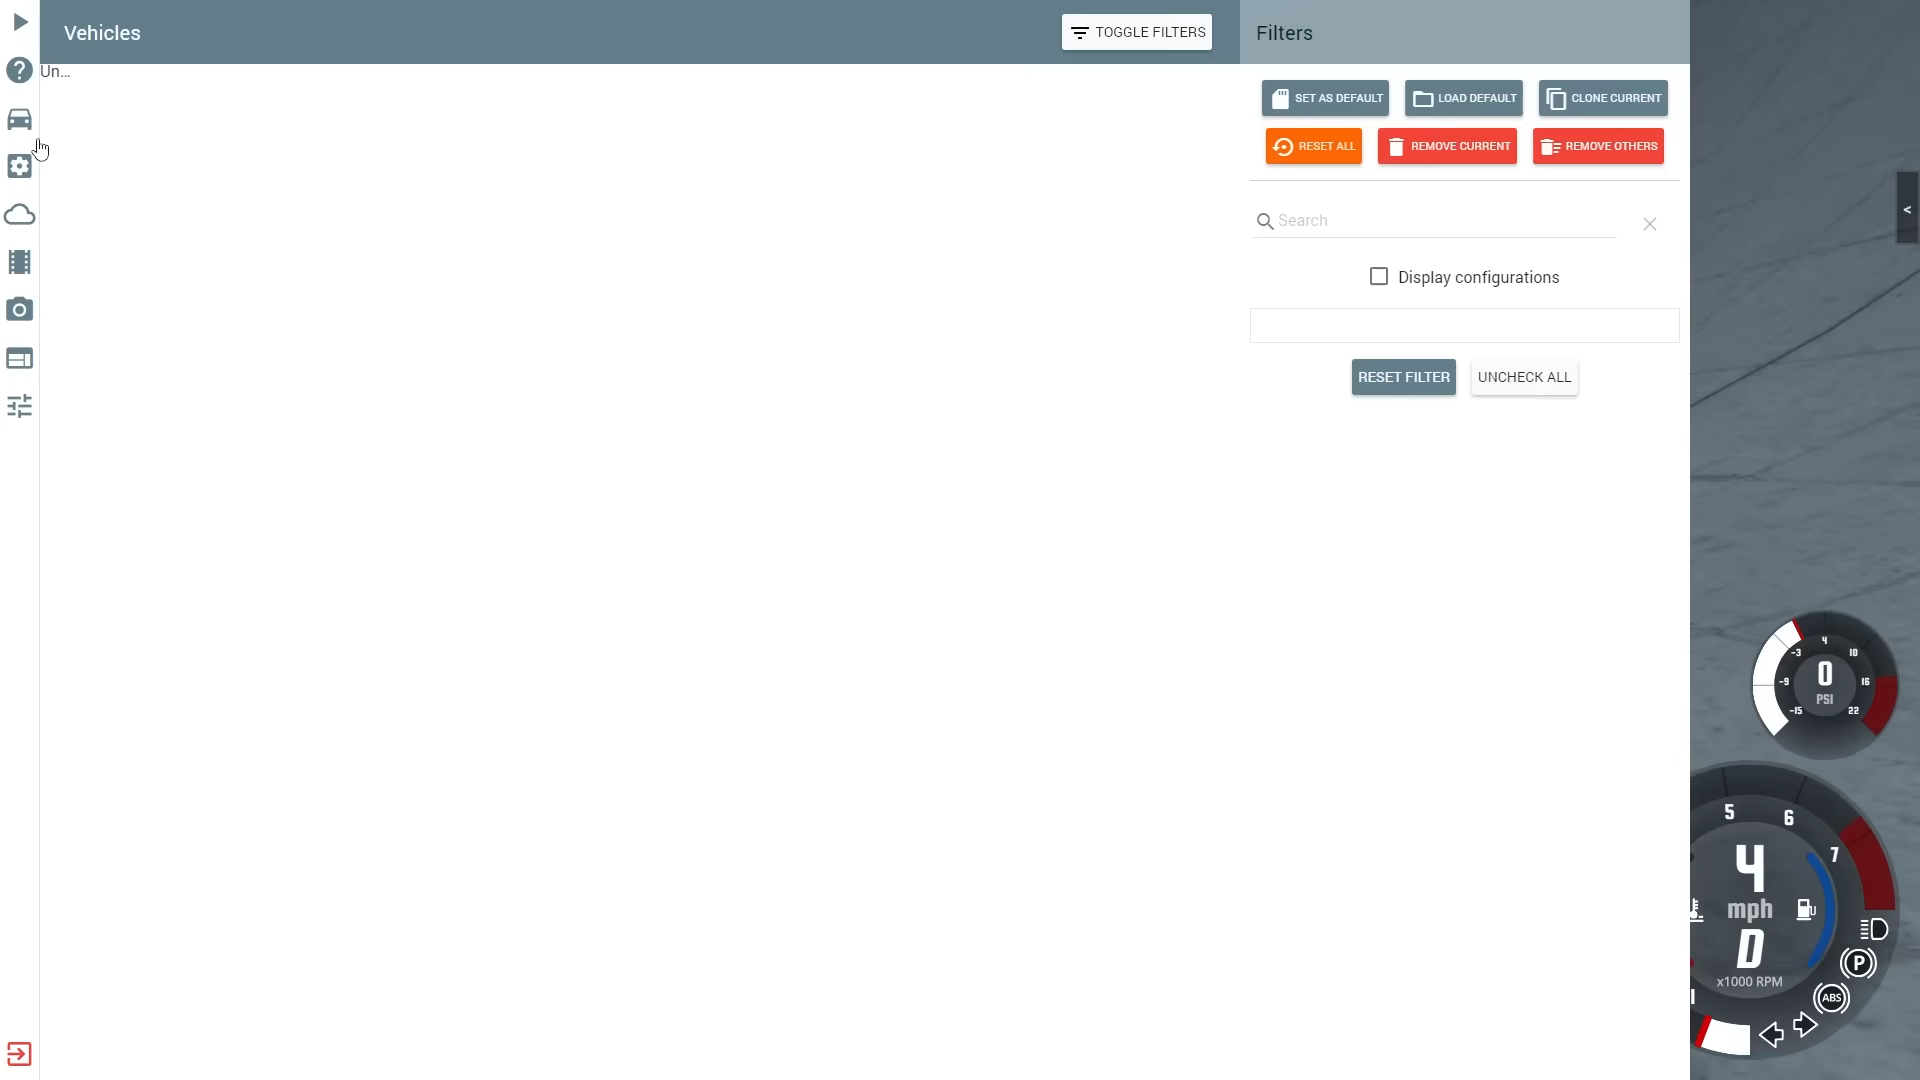 Vehicles
TOGGLE FILTERS
Filters
Un...
SET AS DEFAULT
LOAD DEFAULT
CLONE CURRENT
RESET ALL
REMOVE CURRENT
REMOVE OTHERS
Search
Display configurations
RESET FILTER
UNCHECK ALL
<
4
-3
10
-9
0
16
PSI
-15
22
5
6
7
4
mph
D
x1000 RPM
P
ABS